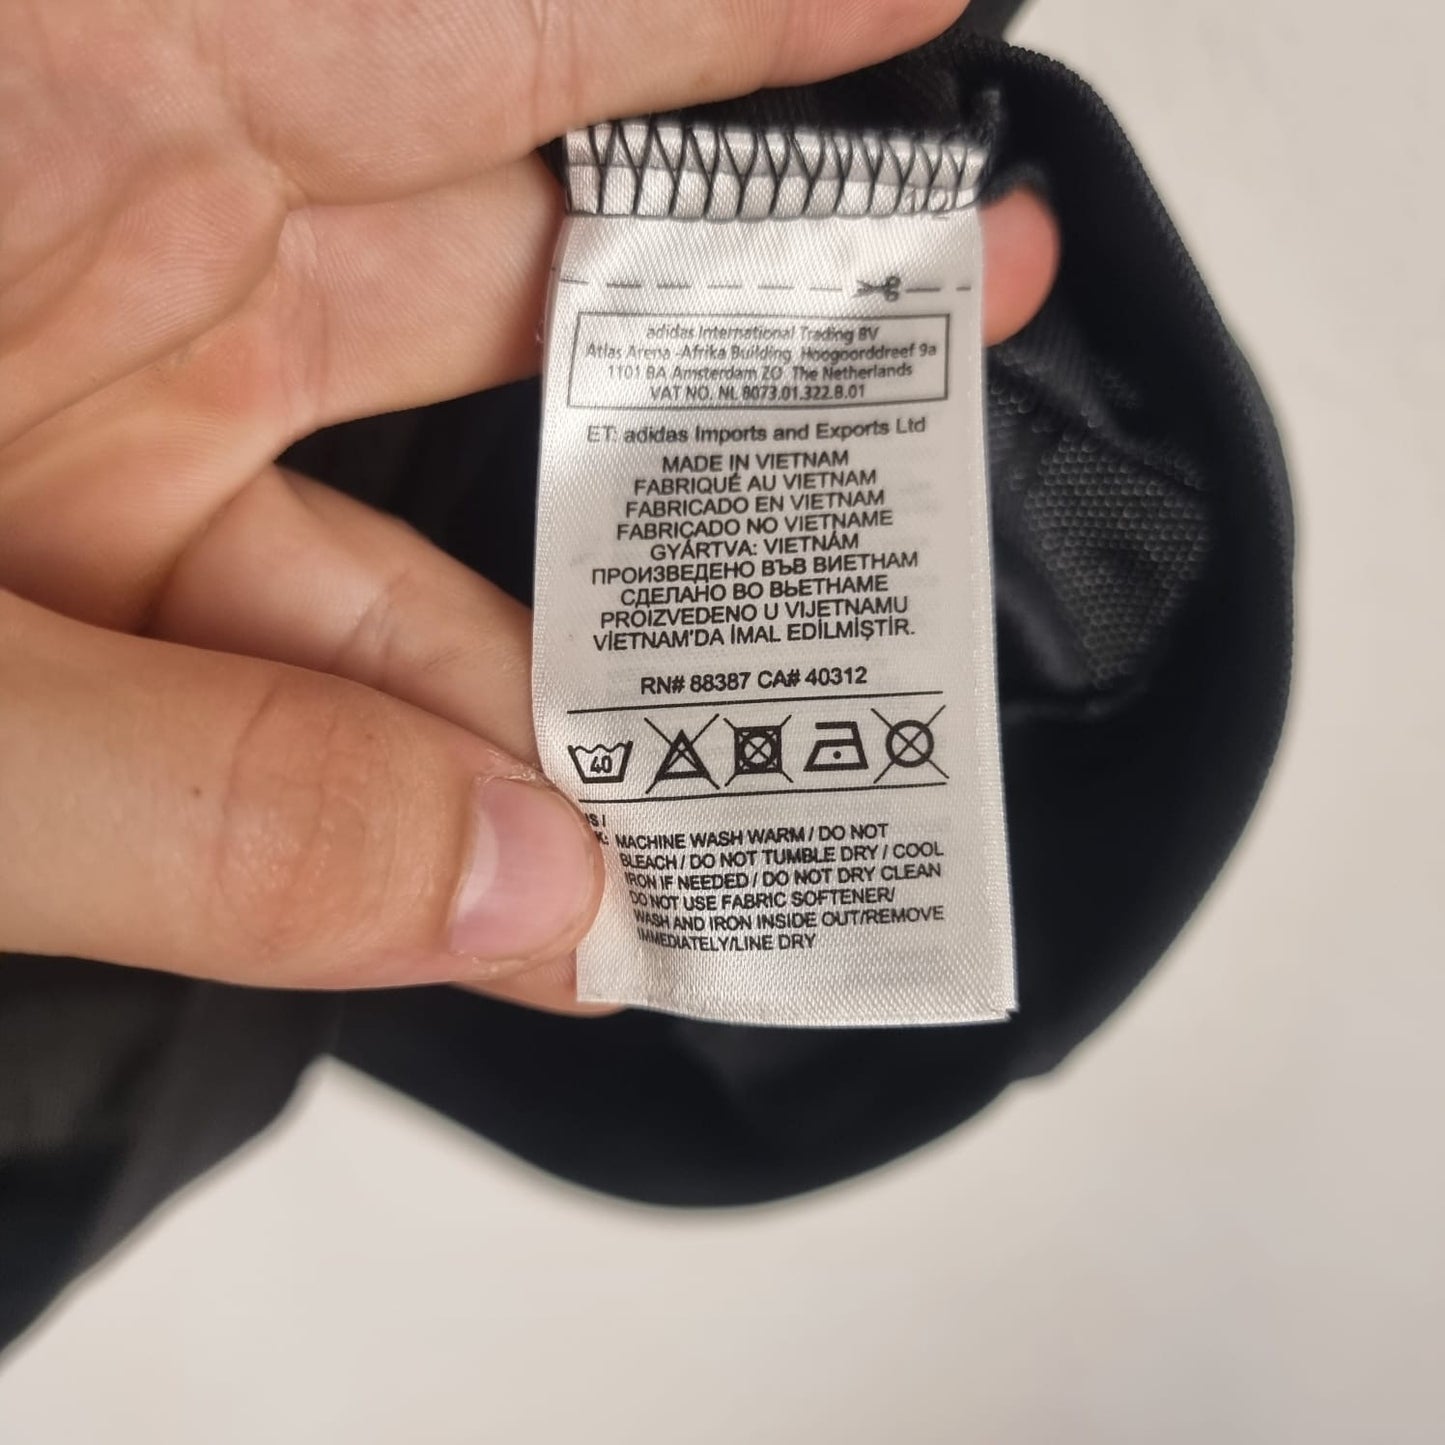 adidas International Trading BV
Atlas Arena -Afrika Building Hoogoorddreef 9a
1101 BA Amsterdam ZO The Netherlands
VAT NO. NL 8073.01.322.B.01
ET: adidas Imports and Exports Ltd
MADE IN VIETNAM
FABRIQUÉ AU VIETNAM
FABRICADO EN VIETNAM
FABRICADO NO VIETNAME
GYÁRTVA: VIETNÁM
ПРОИЗВЕДЕНО ВЪВ ВИЕТНАМ
СДЕЛАНО ВО ВЬЕТНАМЕ
PROIZVEDENO U VIJETNAMU
VİETNAM'DA İMAL EDİLMİŞTİR.
RN# 88387 CA# 40312
40
MACHINE WASH WARM / DO NOT
BLEACH / DO NOT TUMBLE DRY / COOL
IRON IF NEEDED / DO NOT DRY CLEAN
DO NOT USE FABRIC SOFTENER/
WASH AND IRON INSIDE OUT/REMOVE
IMMEDIATELY/LINE DRY